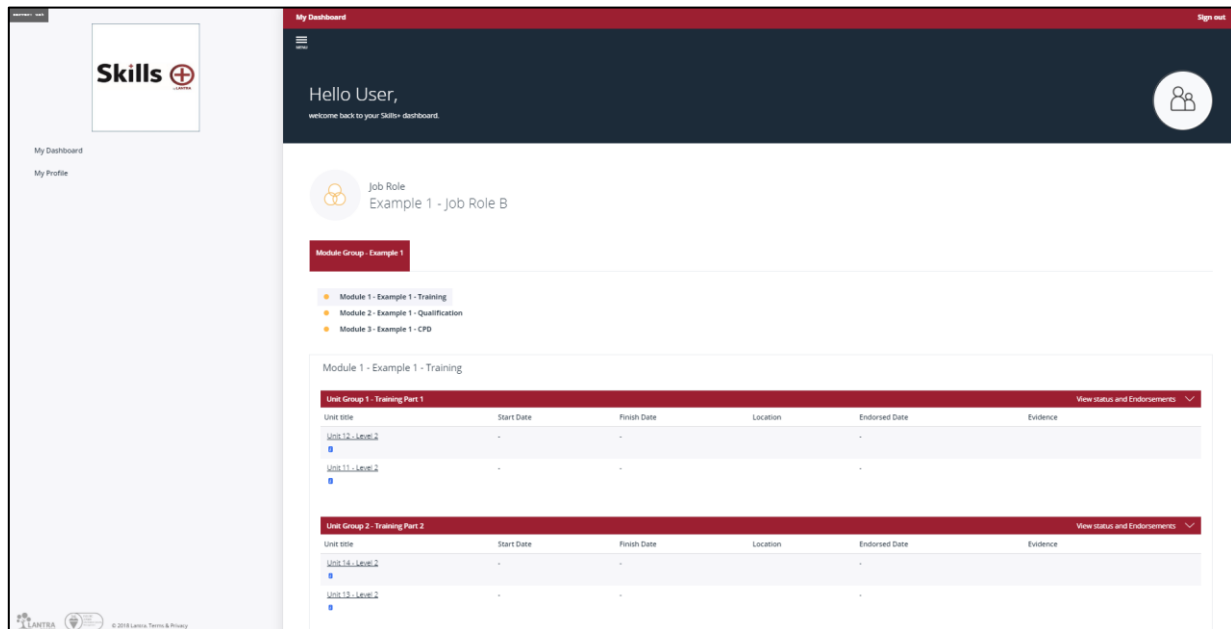 My Dashboard
Sign out
Skills
LANTRA
MENU
Hello User,
welcome back to your Skills+ dashboard.
My Dashboard
My Profile
Job Role
Example 1 - Job Role B
Module Group - Example 1
Module 1 - Example 1 - Training
Module 2 - Example 1 - Qualification
Module 3 - Example 1 - CPD
Module 1 - Example 1 - Training
Unit Group 1 - Training Part 1 View status and Endorsements
Unit title Start Date Finish Date Location Endorsed Date Evidence
Unit 12 - Level 2 - - -
Unit 11 - Level 2 - - -
Unit Group 2 - Training Part 2 View status and Endorsements
Unit title Start Date Finish Date Location Endorsed Date Evidence
Unit 14 - Level 2 - - -
Unit 13 - Level 2 - - -
LANTRA © 2018 Lantra. Terms & Privacy